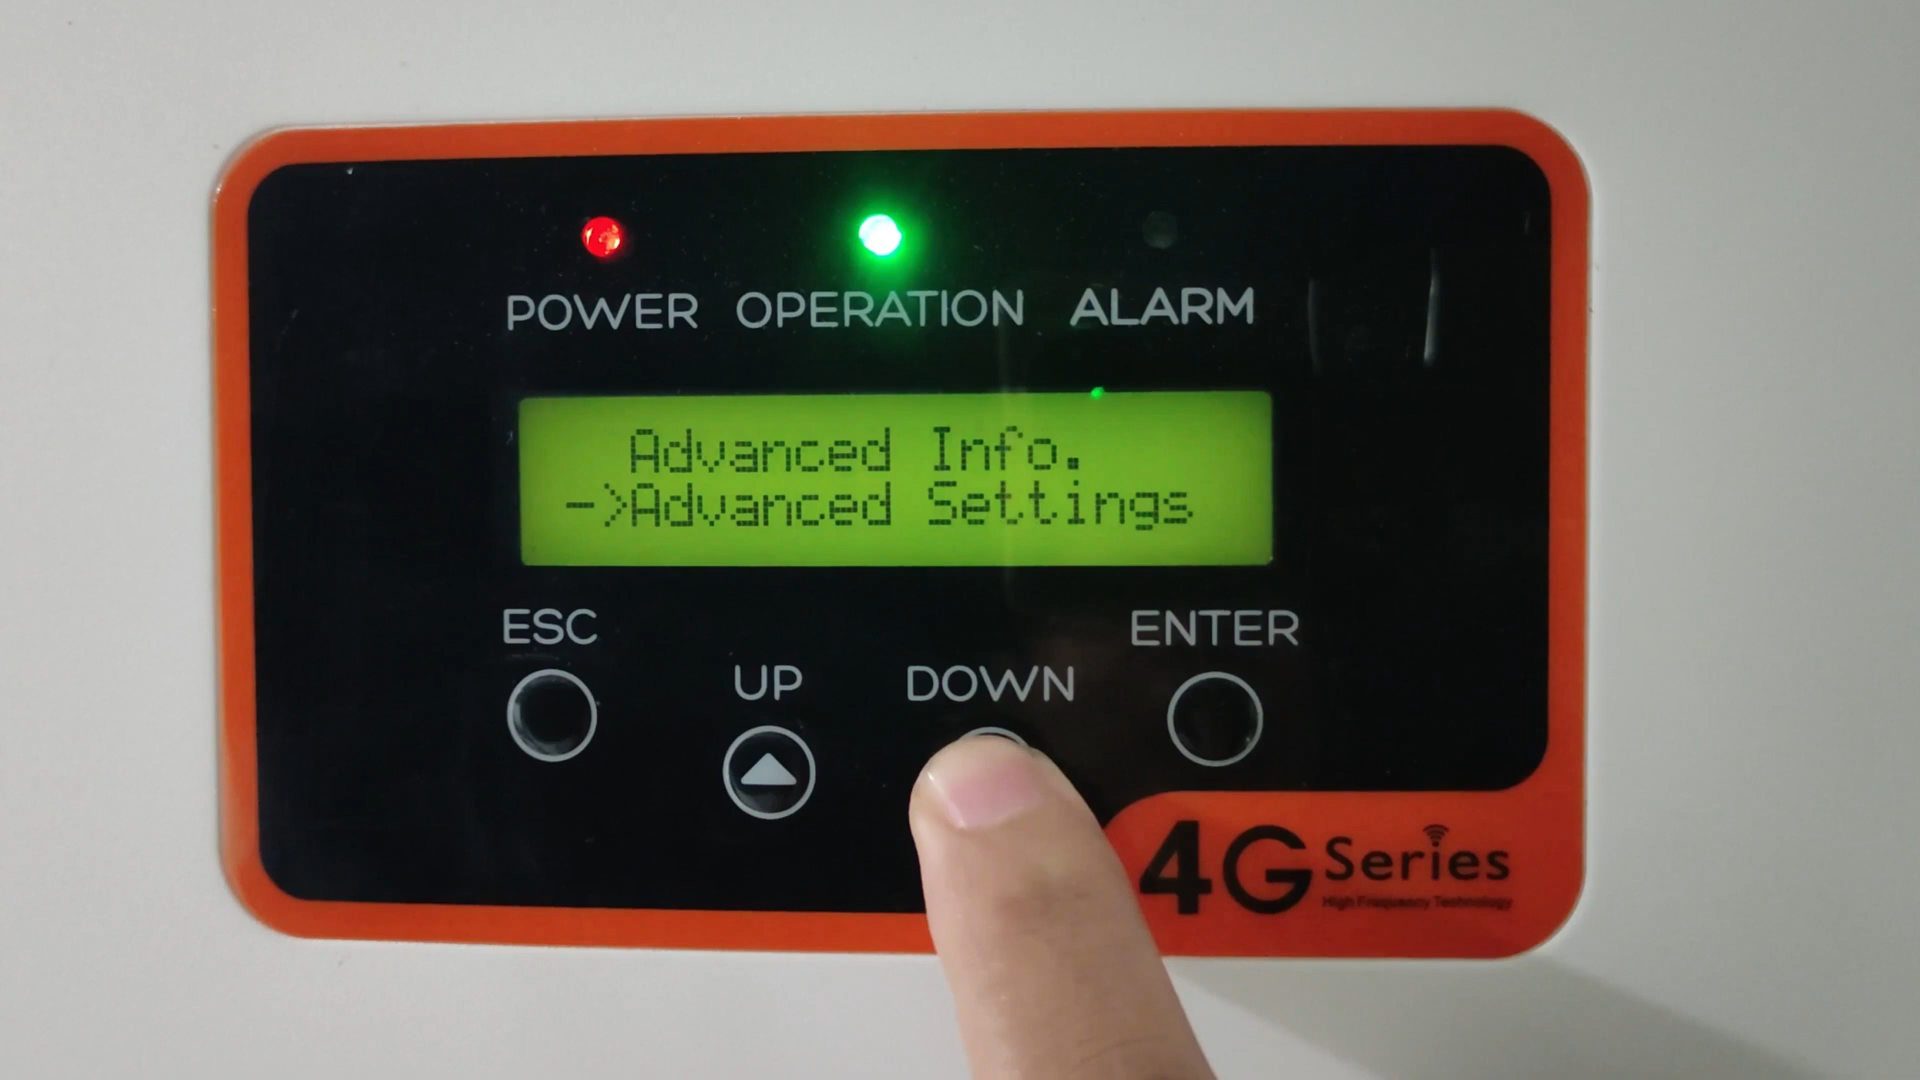 POWER OPERATION ALARM
Advanced Info.
->Advanced Settings
ESC UP DOWN ENTER
4G Series
High Frequency Technology